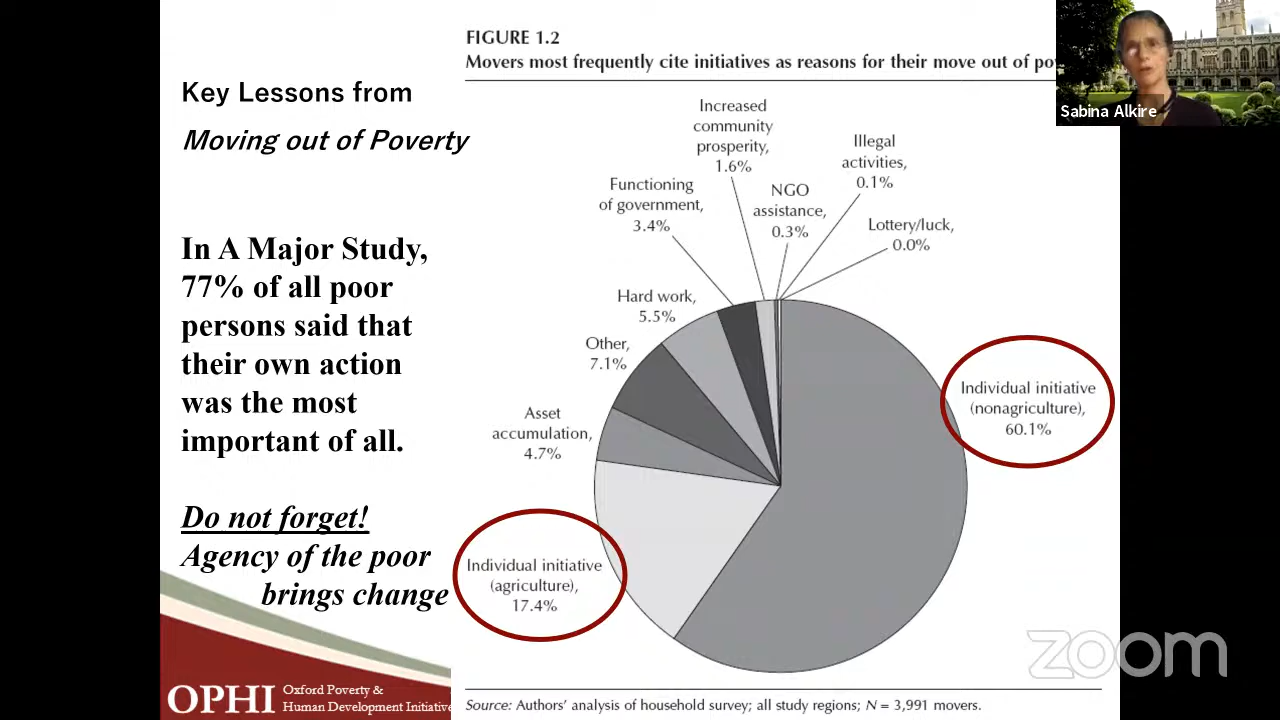 Key Lessons from
Moving out of Poverty
In A Major Study,
77% of all poor
persons said that
their own action
was the most
important of all.
Do not forget!
Agency of the poor
brings change
OPHI
Oxford Poverty &
Human Development Initiative
FIGURE 1.2
Movers most frequently cite initiatives as reasons for their move out of po
Increased
community
prosperity,
1.6%
Illegal
activities,
0.1%
Functioning
of government,
3.4%
NGO
assistance,
0.3%
Lottery/luck,
0.0%
Hard work,
5.5%
Other,
7.1%
Asset
accumulation,
4.7%
Individual initiative
(nonagriculture),
60.1%
Individual initiative
(agriculture),
17.4%
Source: Authors' analysis of household survey; all study regions; N = 3,991 movers.
Sabina Alkire
zoom